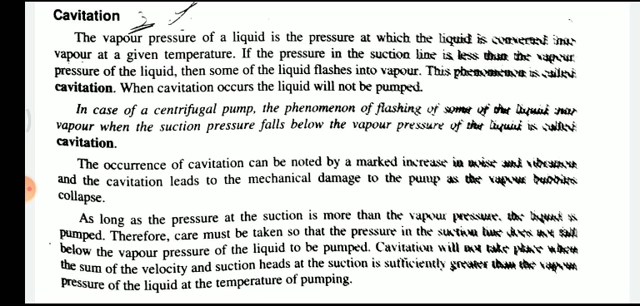 Cavitation
The vapour pressure of a liquid is the pressure at which the liquid is converted into
vapour at a given temperature. If the pressure in the suction line is less than the vapour
pressure of the liquid, then some of the liquid flashes into vapour. This phenomenon is called
cavitation. When cavitation occurs the liquid will not be pumped.
In case of a centrifugal pump, the phenomenon of flashing of some of the liquid into
vapour when the suction pressure falls below the vapour pressure of the liquid is called
cavitation.
The occurrence of cavitation can be noted by a marked increase in noise and vibration
and the cavitation leads to the mechanical damage to the pump as the vapour bubbles
collapse.
As long as the pressure at the suction is more than the vapour pressure, the liquid is
pumped. Therefore, care must be taken so that the pressure in the suction line does not fall
below the vapour pressure of the liquid to be pumped. Cavitation will not take place when
the sum of the velocity and suction heads at the suction is sufficiently greater than the vapour
pressure of the liquid at the temperature of pumping.